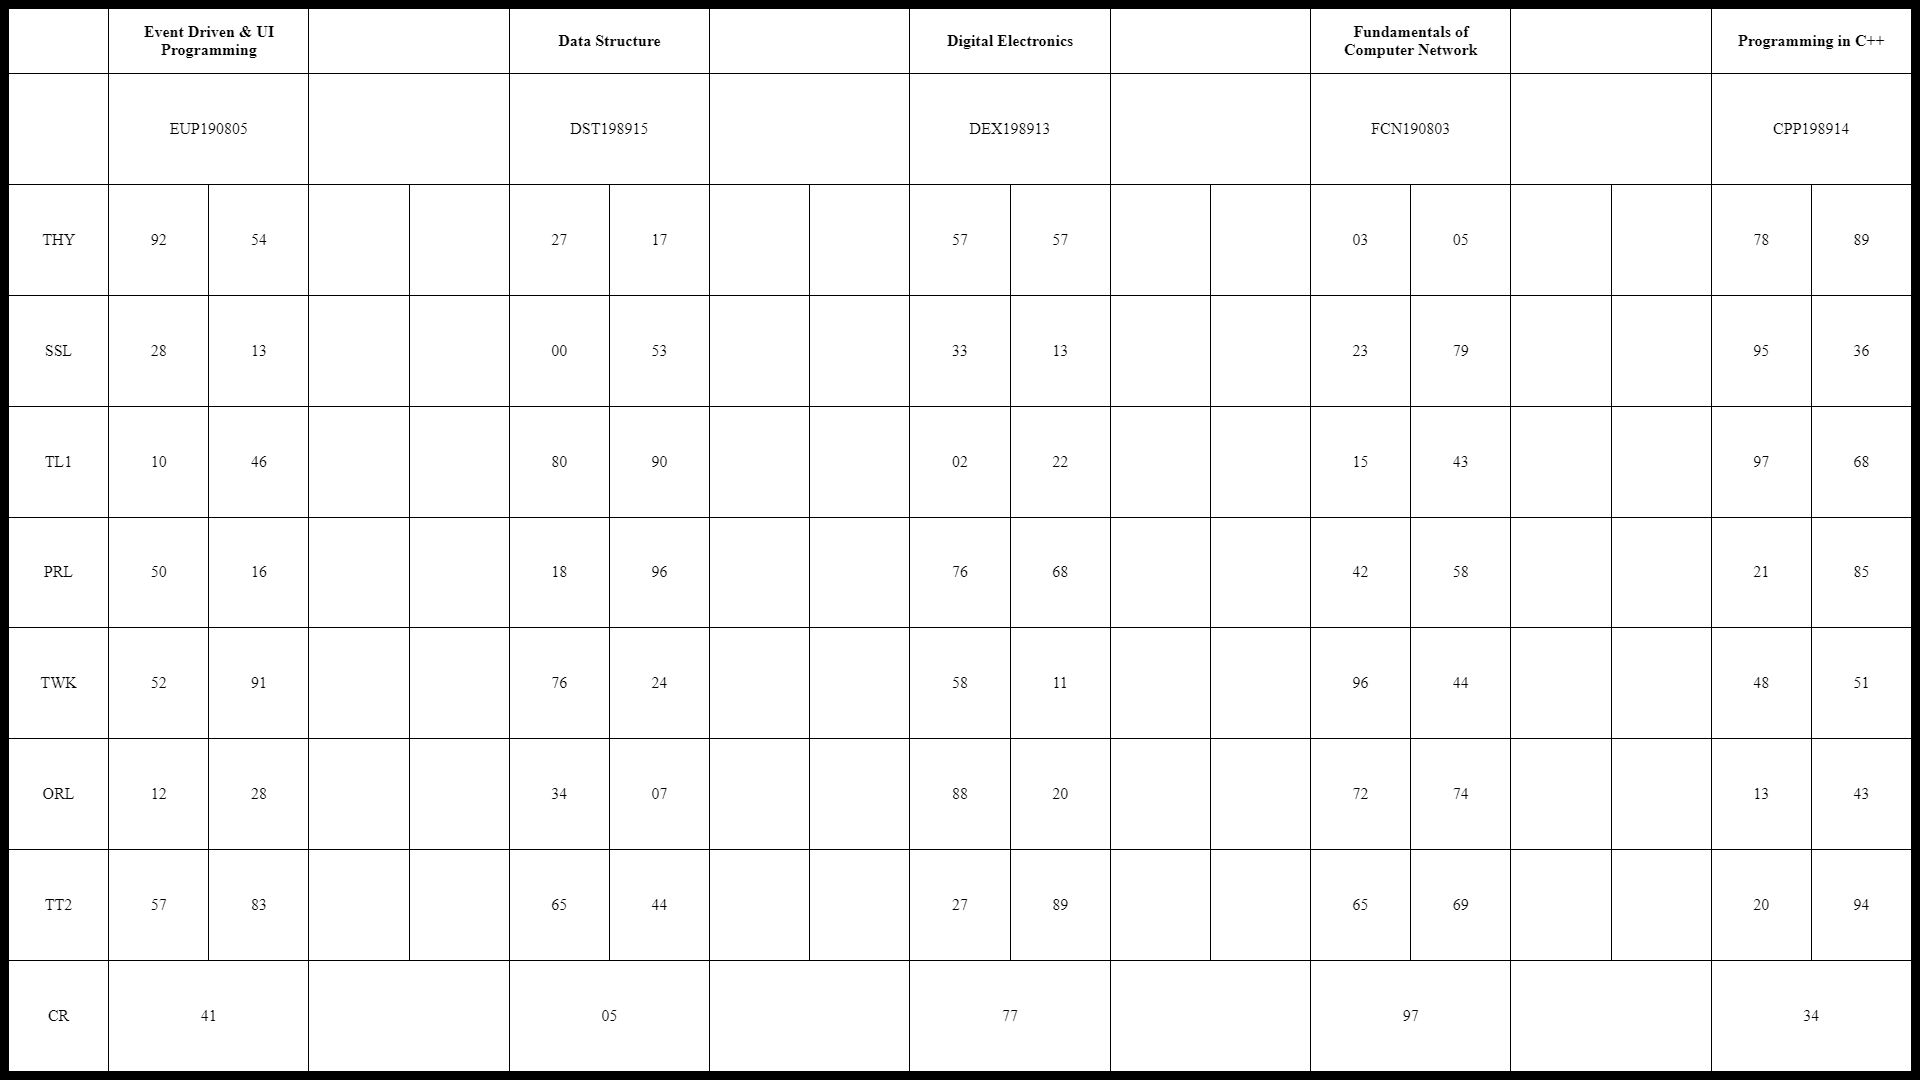 Event Driven & UI
Programming
Data Structure
Digital Electronics
Fundamentals of
Computer Network
Programming in C++
EUP190805
DST198915
DEX198913
FCN190803
CPP198914
THY 92 54 27 17 57 57 03 05 78 89
SSL 28 13 00 53 33 13 23 79 95 36
TL1 10 46 80 90 02 22 15 43 97 68
PRL 50 16 18 96 76 68 42 58 21 85
TWK 52 91 76 24 58 11 96 44 48 51
ORL 12 28 34 07 88 20 72 74 13 43
TT2 57 83 65 44 27 89 65 69 20 94
CR 41 05 77 97 34